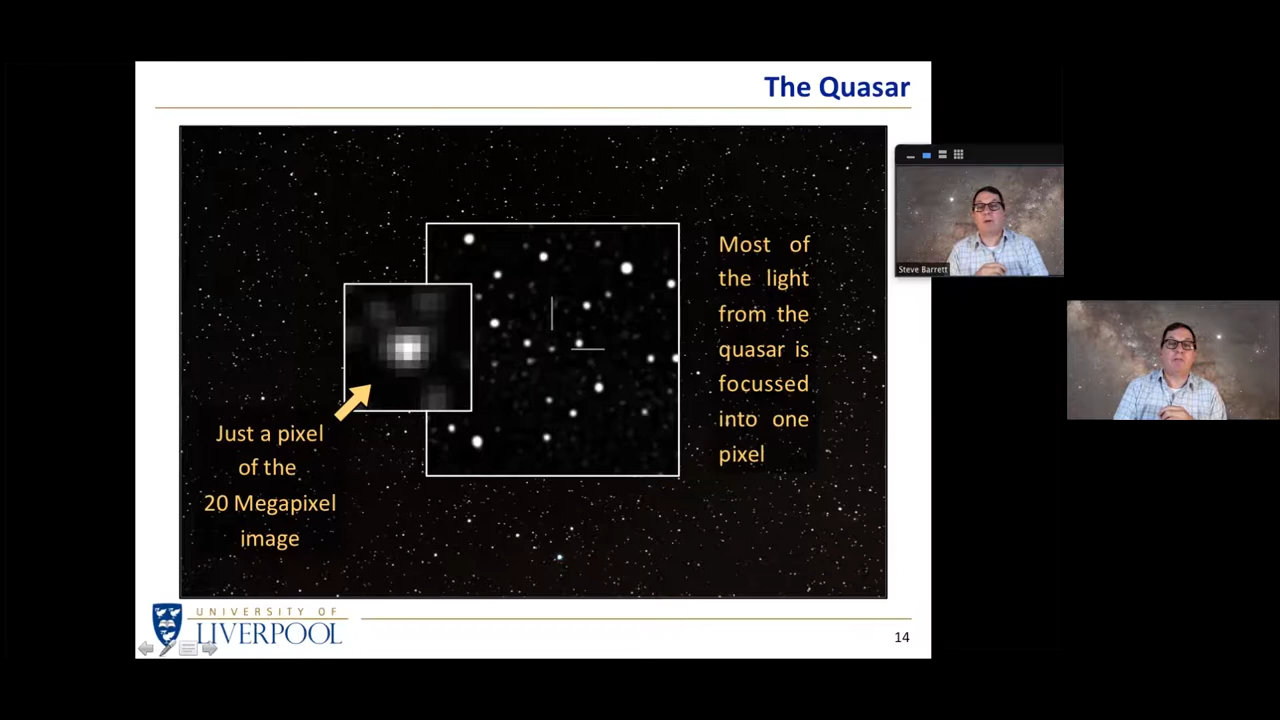 The Quasar
Most of
the light
from the
quasar is
focussed
into one
pixel
Just a pixel
of the
20 Megapixel
image
UNIVERSITY OF
LIVERPOOL
14
Steve Barrett